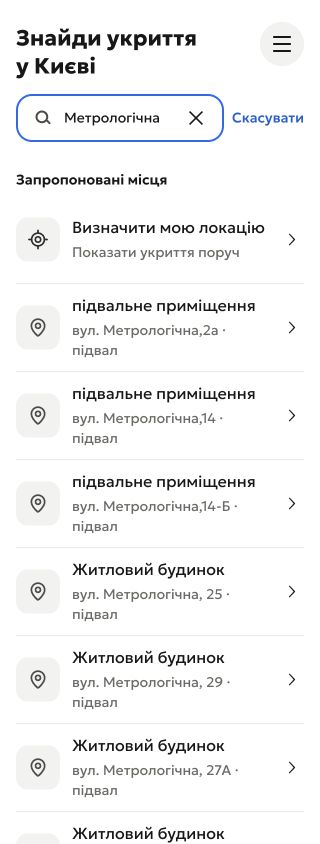 Знайди укриття
у Києві
Метрологічна
Скасувати
Запропоновані місця
Визначити мою локацію
Показати укриття поруч
підвальне приміщення
вул. Метрологічна,2а ·
підвал
підвальне приміщення
вул. Метрологічна,14 ·
підвал
підвальне приміщення
вул. Метрологічна,14-Б ·
підвал
Житловий будинок
вул. Метрологічна, 25 ·
підвал
Житловий будинок
вул. Метрологічна, 29 ·
підвал
Житловий будинок
вул. Метрологічна, 27А ·
підвал
Житловий будинок